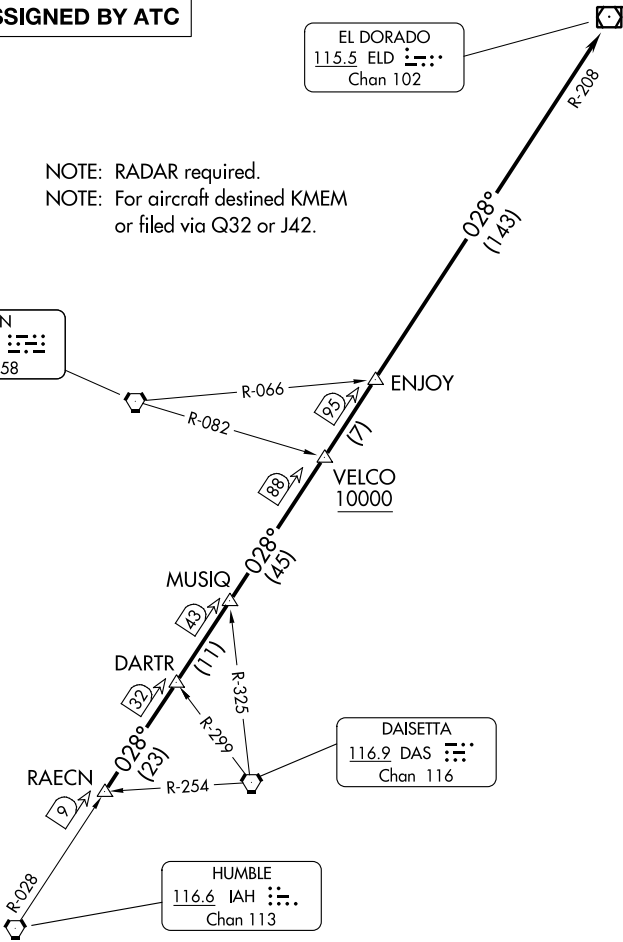 SSIGNED BY ATC
EL DORADO
115.5 ELD
Chan 102
R-208
NOTE: RADAR required.
NOTE: For aircraft destined KMEM
or filed via Q32 or J42.
028°
(143)
N
58
R-066
ENJOY
95
R-082
(7)
VELCO
10000
88
028°
(45)
MUSIQ
43
(11)
DARTR
R-325
32
R-299
028°
(23)
DAISETTA
116.9 DAS
Chan 116
RAECN
R-254
9
R-028
HUMBLE
116.6 IAH
Chan 113